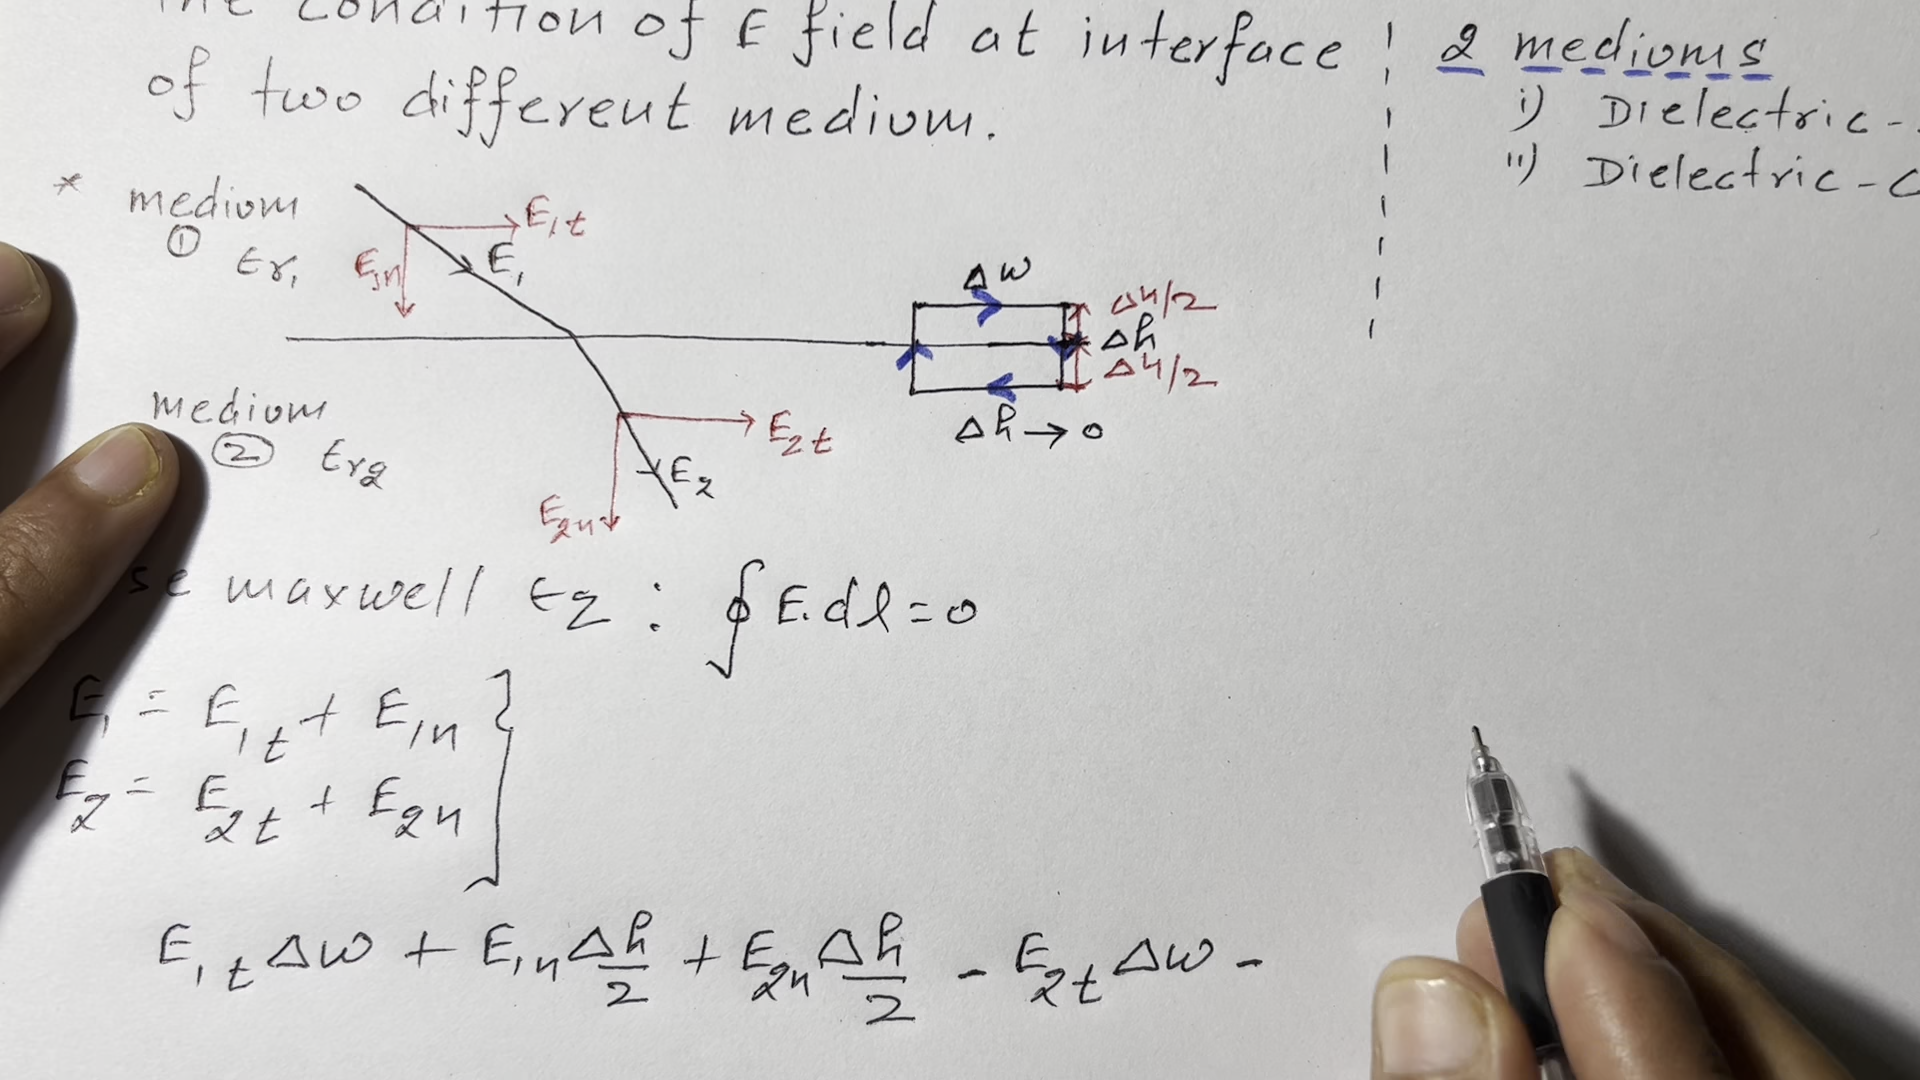 The condition of E field at interface
of two different medium.
2 mediums
i) Dielectric -
ii) Dielectric - C
* medium
①
εr₁
E₁t
E₁n
E₁
Δw
Δh/2
Δh
Δh/2
Δh → 0
medium
②
εr₂
E₂t
E₂n
E₂
se maxwell Eq : ∮ E.dl = 0
E₁ = E₁t + E₁n
E₂ = E₂t + E₂n
E₁t Δw + E₁n Δh/2 + E₂n Δh/2 - E₂t Δw -